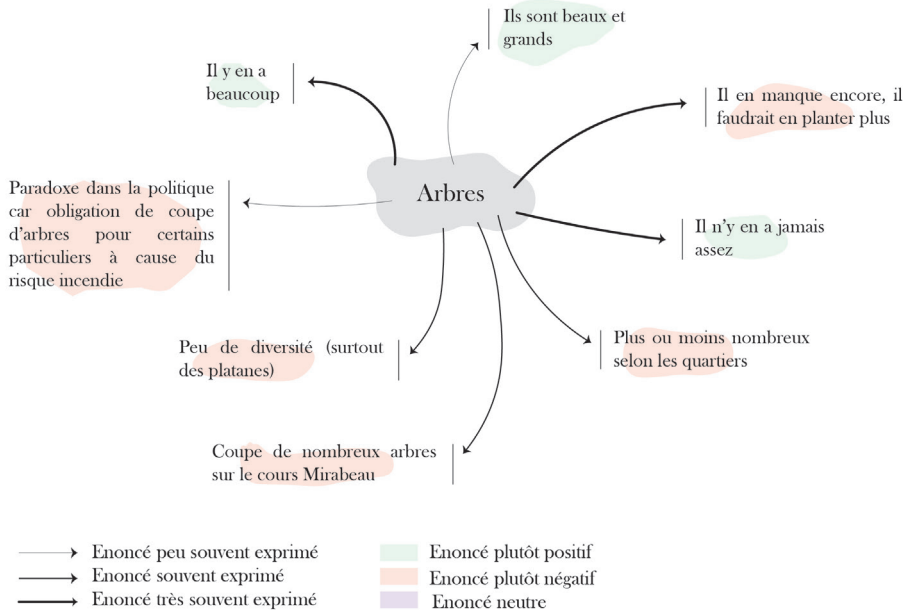 Ils sont beaux et
grands
Il y en a
beaucoup
Il en manque encore, il
faudrait en planter plus
Arbres
Paradoxe dans la politique
car obligation de coupe
d'arbres pour certains
particuliers à cause du
risque incendie
Il n'y en a jamais
assez
Plus ou moins nombreux
selon les quartiers
Peu de diversité (surtout
des platanes)
Coupe de nombreux arbres
sur le cours Mirabeau
Enoncé peu souvent exprimé
Enoncé souvent exprimé
Enoncé très souvent exprimé
Enoncé plutôt positif
Enoncé plutôt négatif
Enoncé neutre